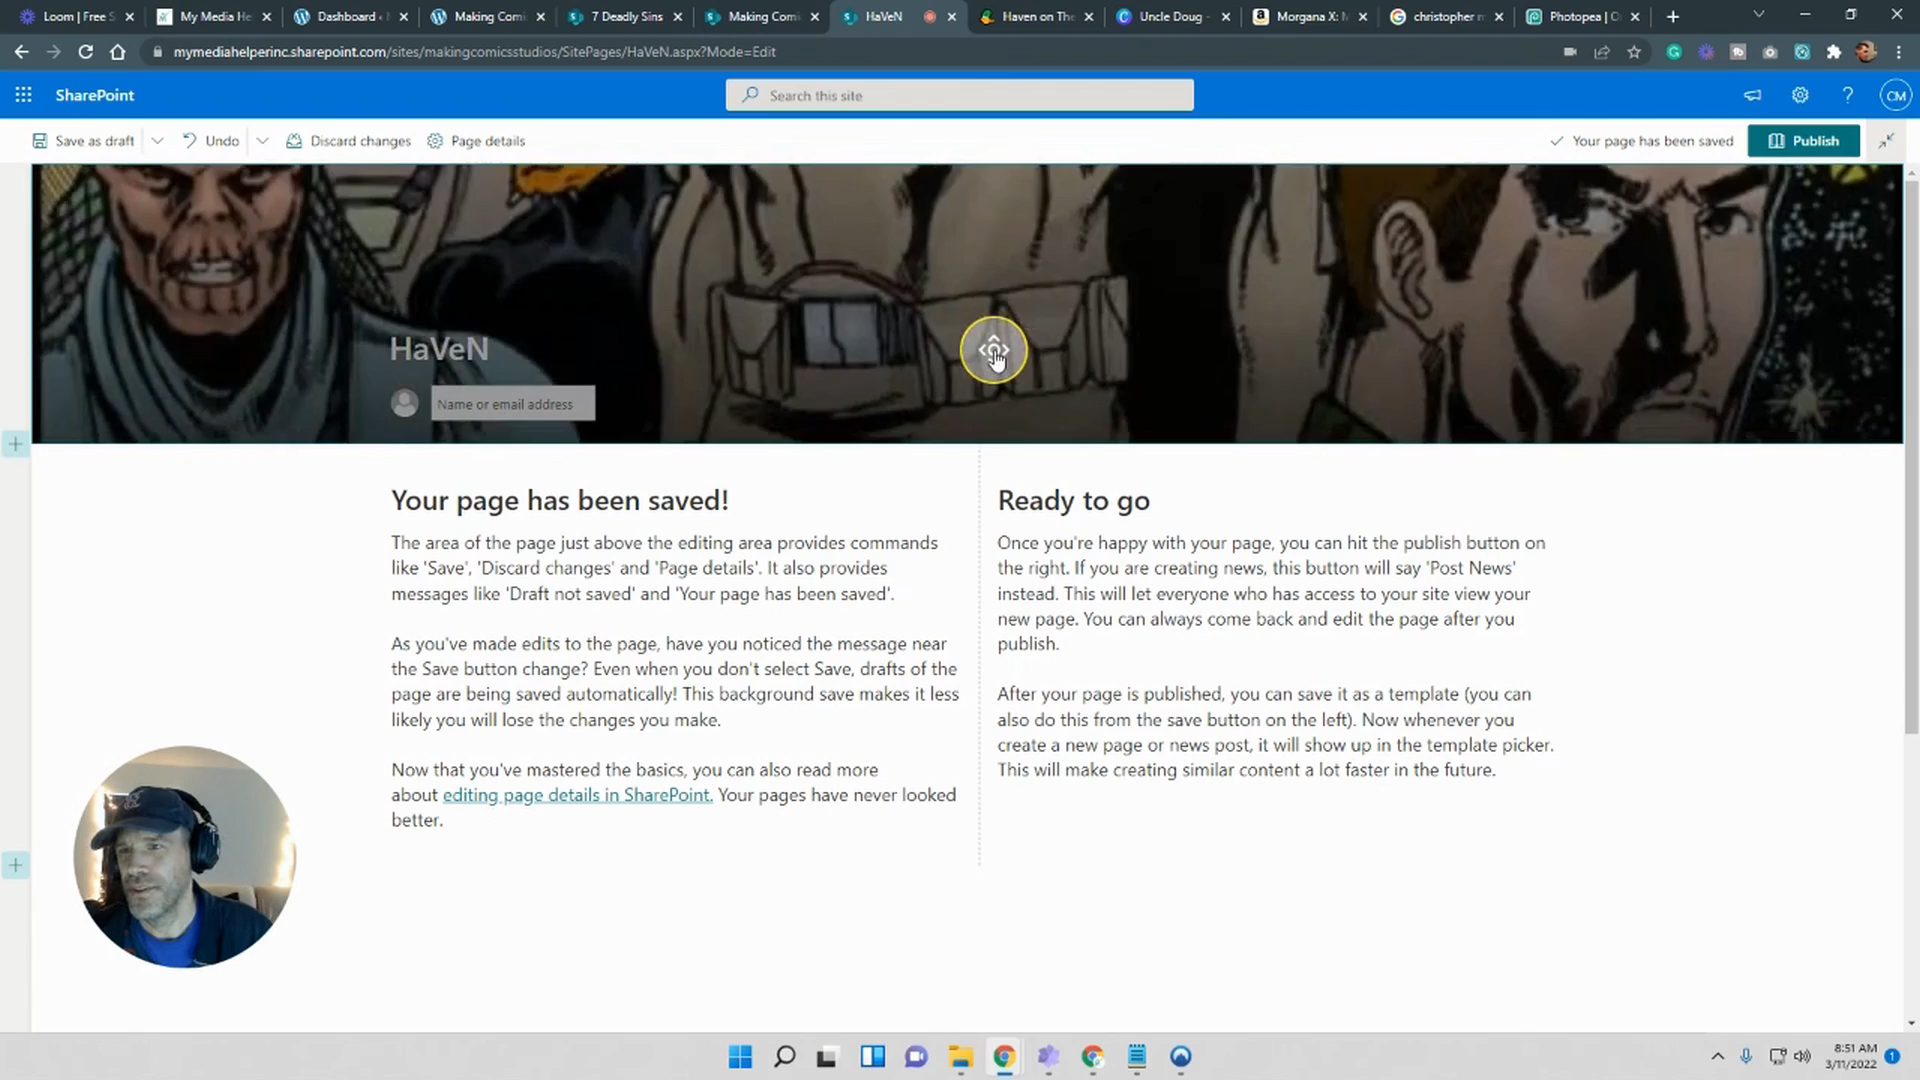 Loom | Free S
My Media He
Dashboard ‹
Making Comi
7 Deadly Sins
Making Comi
HaVeN
Haven on The
Uncle Doug -
Morgana X: M
christopher m
Photopea | O
mymediahelperinc.sharepoint.com/sites/makingcomicsstudios/SitePages/HaVeN.aspx?Mode=Edit
SharePoint
Search this site
CM
Save as draft
Undo
Discard changes
Page details
Your page has been saved
Publish
HaVeN
Name or email address
Your page has been saved!
The area of the page just above the editing area provides commands
like 'Save', 'Discard changes' and 'Page details'. It also provides
messages like 'Draft not saved' and 'Your page has been saved'.
As you've made edits to the page, have you noticed the message near
the Save button change? Even when you don't select Save, drafts of the
page are being saved automatically! This background save makes it less
likely you will lose the changes you make.
Now that you've mastered the basics, you can also read more
about editing page details in SharePoint. Your pages have never looked
better.
Ready to go
Once you're happy with your page, you can hit the publish button on
the right. If you are creating news, this button will say 'Post News'
instead. This will let everyone who has access to your site view your
new page. You can always come back and edit the page after you
publish.
After your page is published, you can save it as a template (you can
also do this from the save button on the left). Now whenever you
create a new page or news post, it will show up in the template picker.
This will make creating similar content a lot faster in the future.
8:51 AM
3/11/2022
1